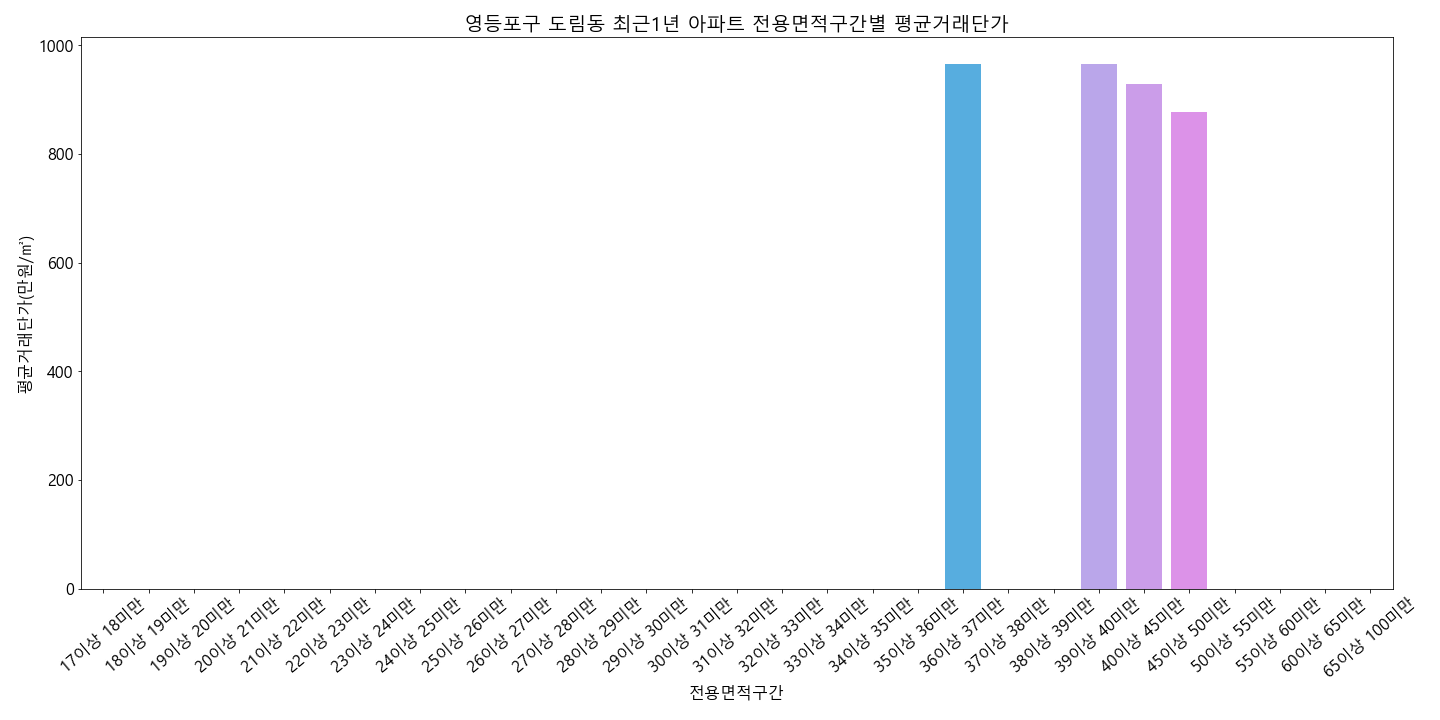 영등포구 도림동 최근1년 아파트 전용면적구간별 평균거래단가
평균거래단가(만원/㎡)
1000
800
600
400
200
0
17이상 18미만
18이상 19미만
19이상 20미만
20이상 21미만
21이상 22미만
22이상 23미만
23이상 24미만
24이상 25미만
25이상 26미만
26이상 27미만
27이상 28미만
28이상 29미만
29이상 30미만
30이상 31미만
31이상 32미만
32이상 33미만
33이상 34미만
34이상 35미만
35이상 36미만
36이상 37미만
37이상 38미만
38이상 39미만
39이상 40미만
40이상 45미만
45이상 50미만
50이상 55미만
55이상 60미만
60이상 65미만
65이상 100미만
전용면적구간